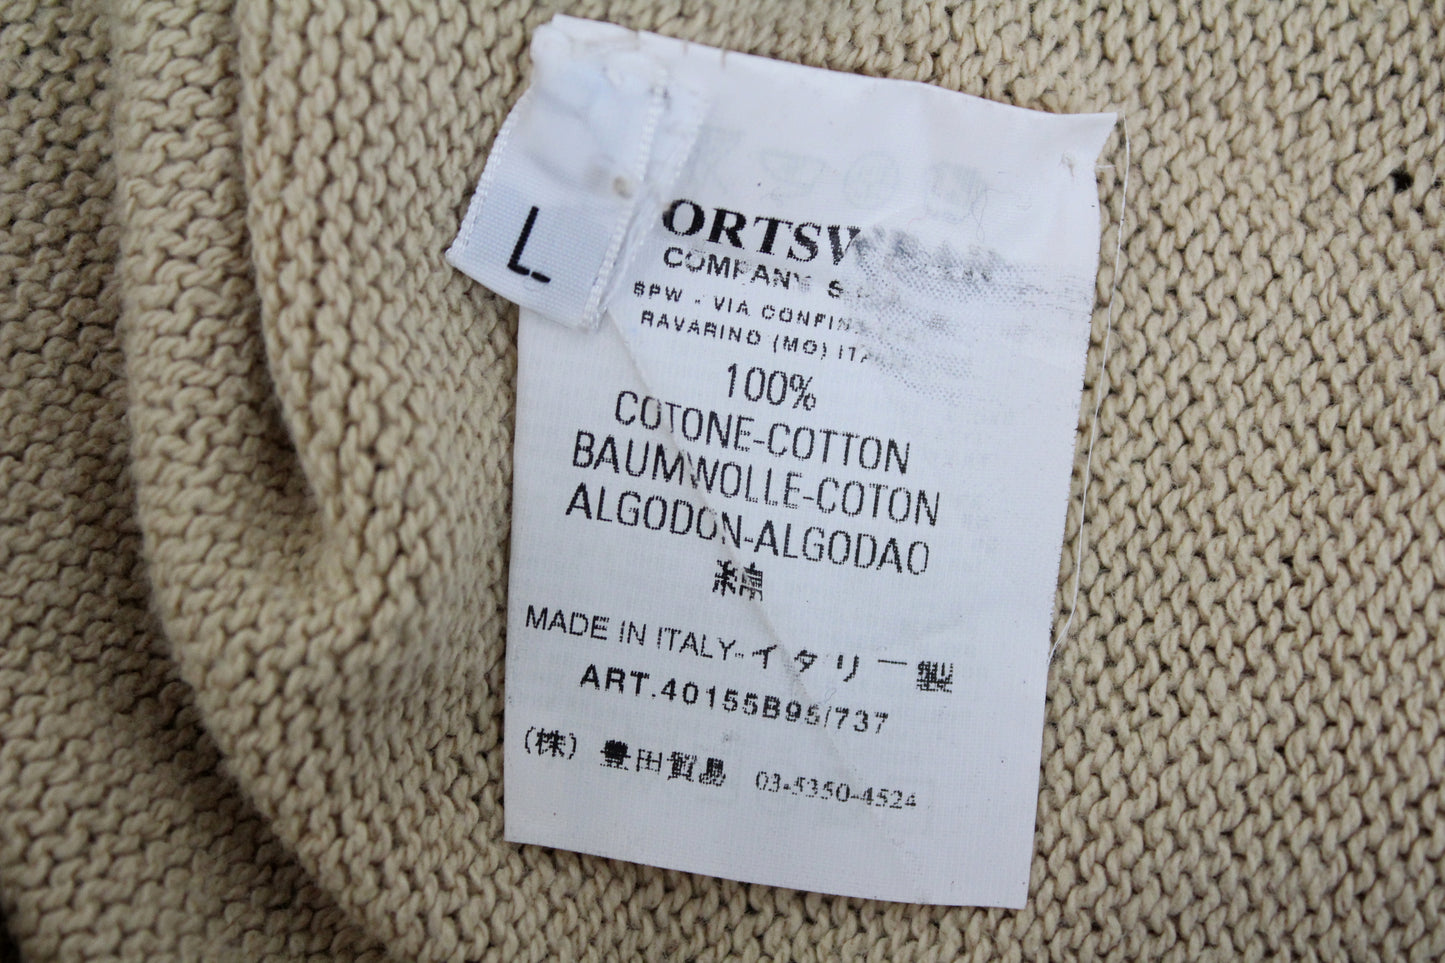 L
ORTSWEAR
COMPANY S
SPW - VIA CONFIN
RAVARINO (MO) ITA
100%
COTONE-COTTON
BAUMWOLLE-COTON
ALGODON-ALGODAO
綿
MADE IN ITALY-イタリー製
ART.40155B95/737
(株) 豊田貿易 03-5350-4524